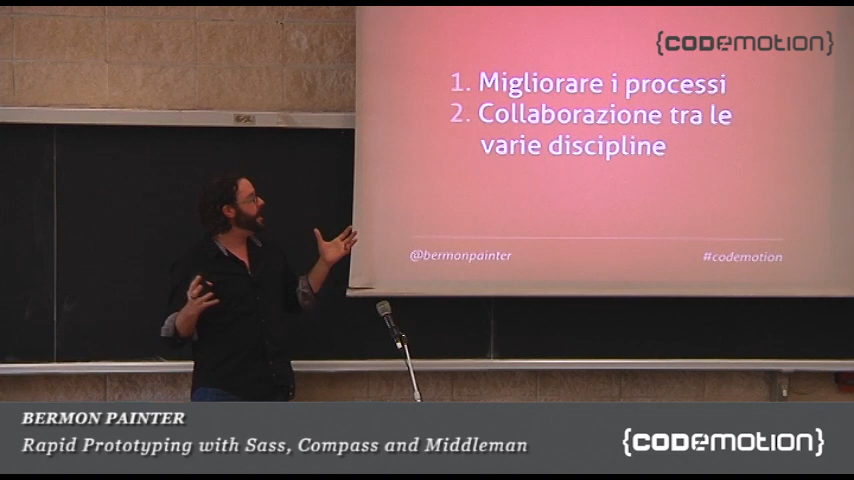 {CODEMOTION}
1. Migliorare i processi
2. Collaborazione tra le
varie discipline
@bermonpainter
#codemotion
BERMON PAINTER
Rapid Prototyping with Sass, Compass and Middleman
{CODEMOTION}